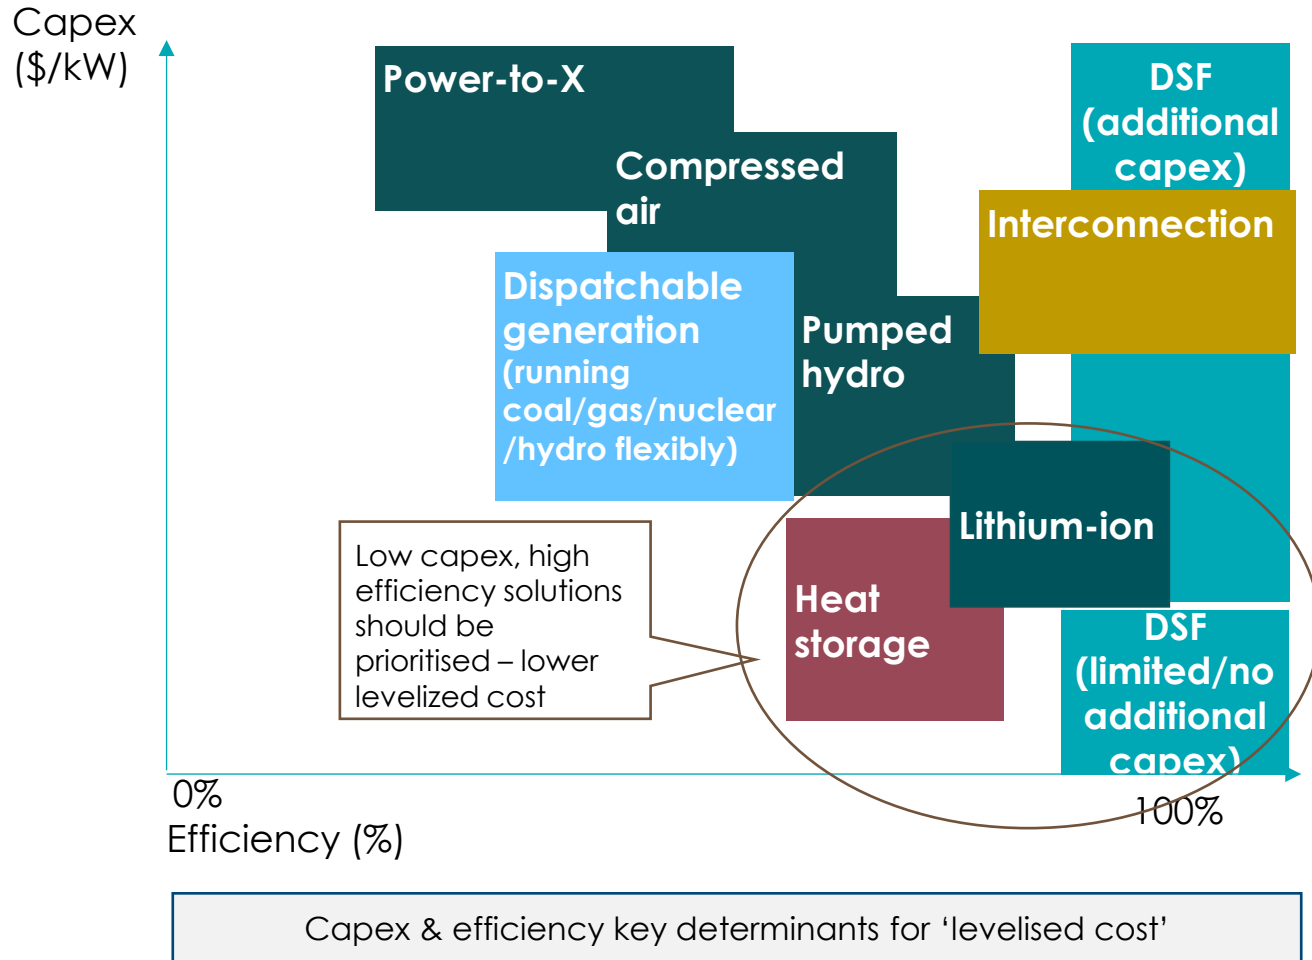 Capex
($/kW)
Power-to-X
DSF
(additional
capex)
Compressed
air
Interconnection
Dispatchable
generation
(running
coal/gas/nuclear
/hydro flexibly)
Pumped
hydro
Lithium-ion
Low capex, high
efficiency solutions
should be
prioritised – lower
levelized cost
Heat
storage
DSF
(limited/no
additional
capex)
0%
100%
Efficiency (%)
Capex & efficiency key determinants for ‘levelised cost’